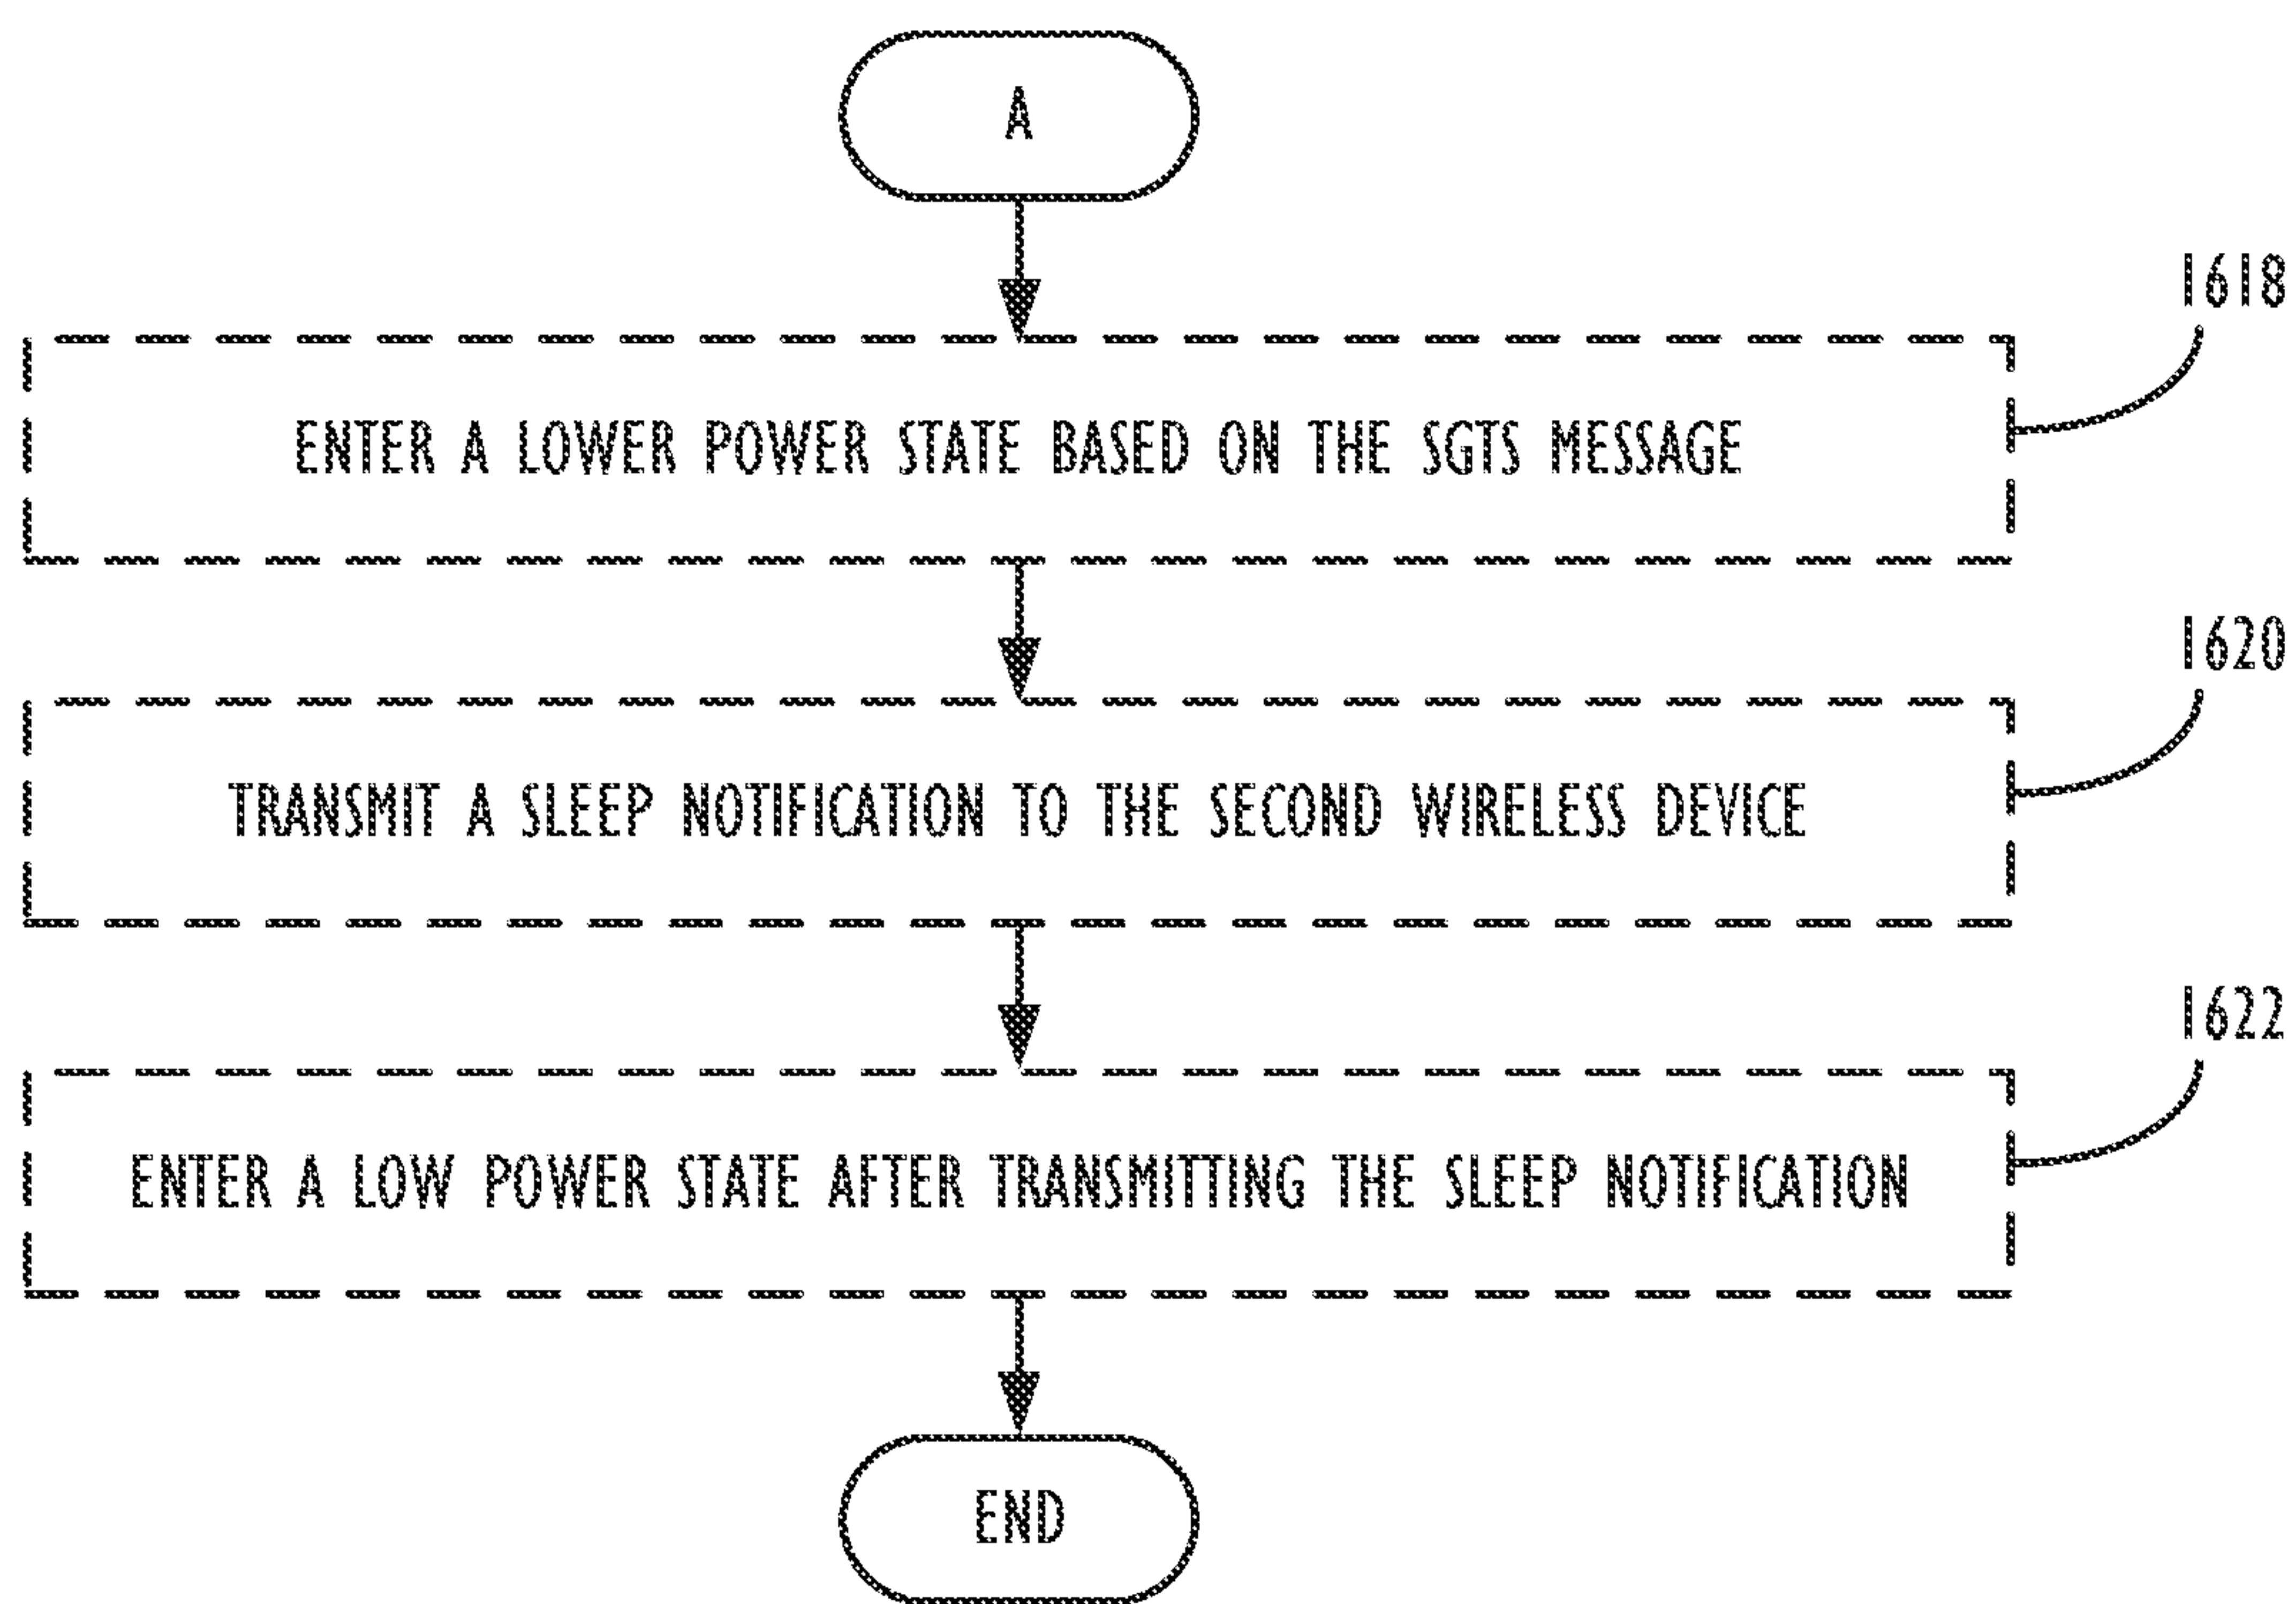 A
1618
ENTER A LOWER POWER STATE BASED ON THE SGTS MESSAGE
1620
TRANSMIT A SLEEP NOTIFICATION TO THE SECOND WIRELESS DEVICE
1622
ENTER A LOW POWER STATE AFTER TRANSMITTING THE SLEEP NOTIFICATION
END